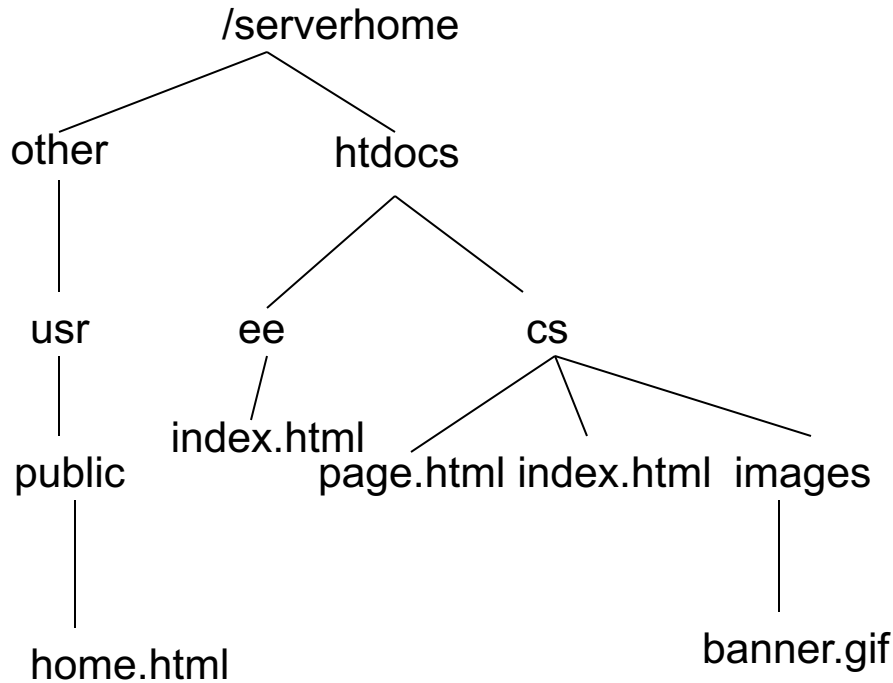 /serverhome
other htdocs
usr ee cs
index.html
public page.html index.html images
home.html banner.gif